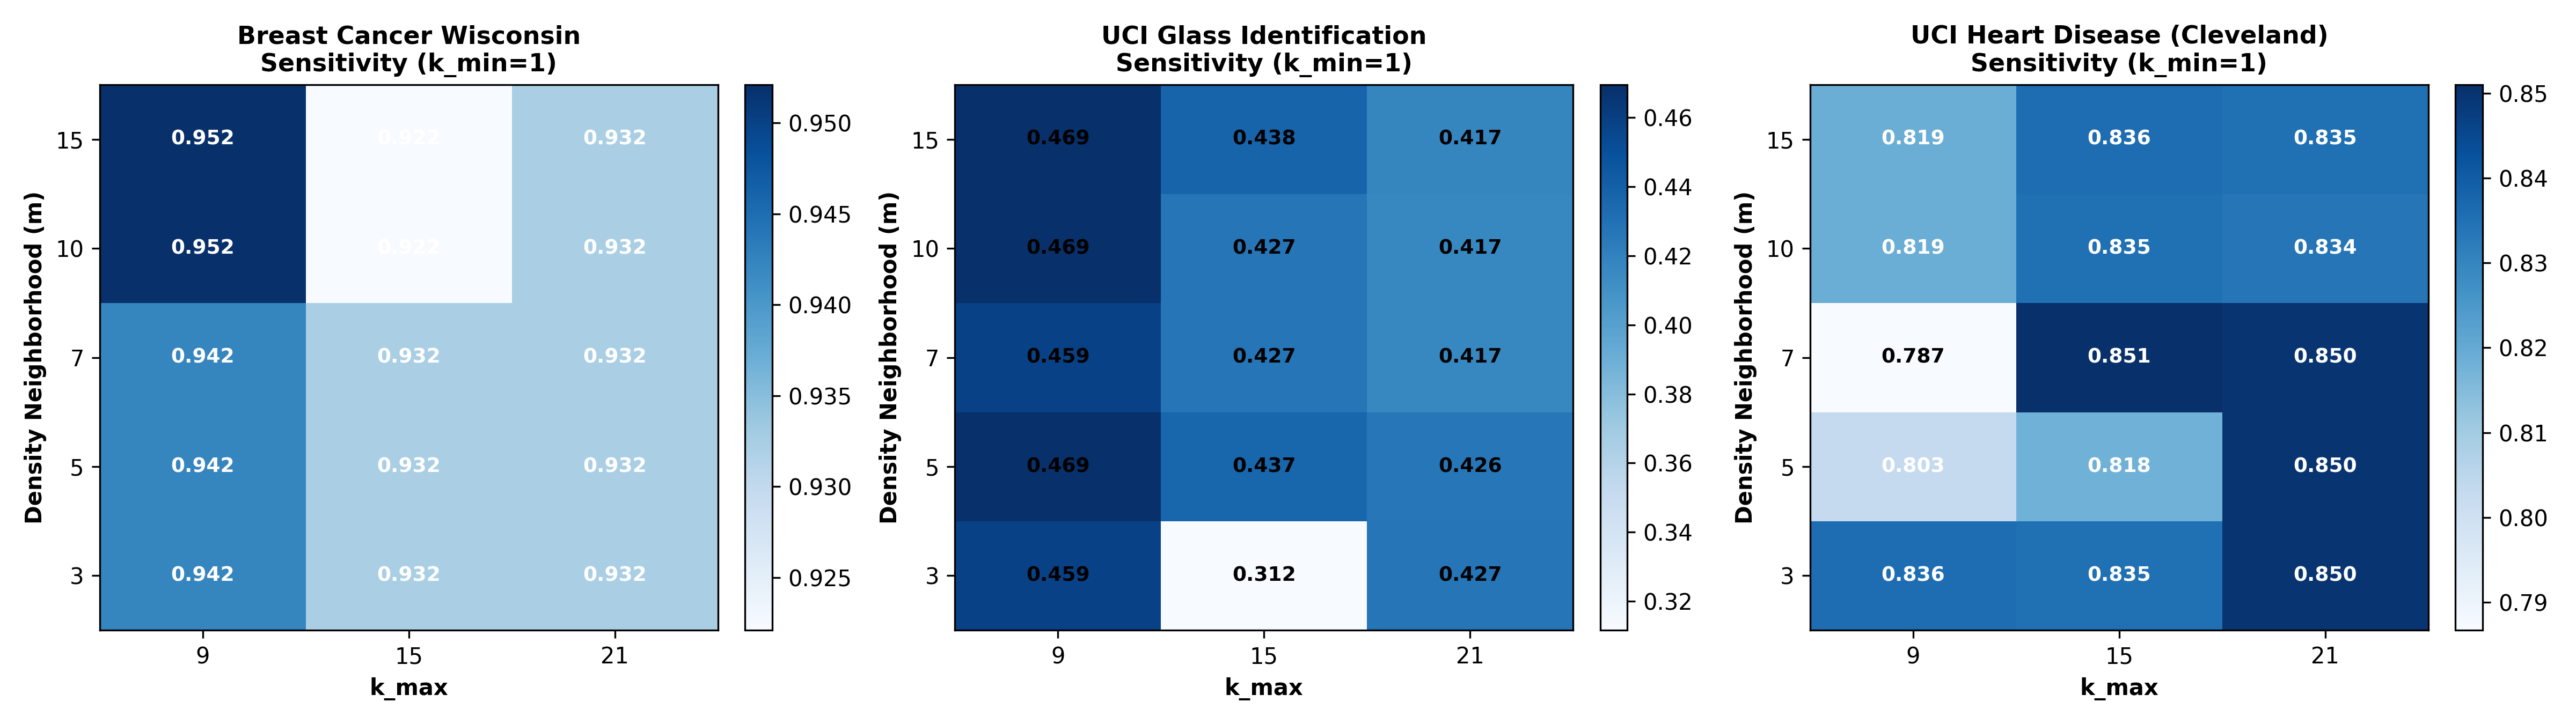 Breast Cancer Wisconsin
Sensitivity (k_min=1)
Density Neighborhood (m)
15
10
7
5
3
0.952 0.922 0.932
0.952 0.922 0.932
0.942 0.932 0.932
0.942 0.932 0.932
0.942 0.932 0.932
9 15 21
k_max
0.950
0.945
0.940
0.935
0.930
0.925
UCI Glass Identification
Sensitivity (k_min=1)
Density Neighborhood (m)
15
10
7
5
3
0.469 0.438 0.417
0.469 0.427 0.417
0.459 0.427 0.417
0.469 0.437 0.426
0.459 0.312 0.427
9 15 21
k_max
0.46
0.44
0.42
0.40
0.38
0.36
0.34
0.32
UCI Heart Disease (Cleveland)
Sensitivity (k_min=1)
Density Neighborhood (m)
15
10
7
5
3
0.819 0.836 0.835
0.819 0.835 0.834
0.787 0.851 0.850
0.803 0.818 0.850
0.836 0.835 0.850
9 15 21
k_max
0.85
0.84
0.83
0.82
0.81
0.80
0.79